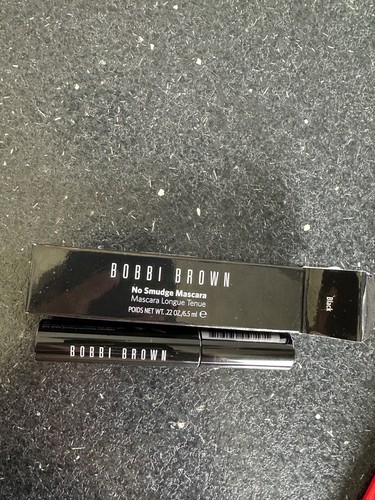 BOBBI BROWN
No Smudge Mascara
Mascara Longue Tenue
POIDS NET WT. .22 OZ./6.5 ml ℮
Black
BOBBI BROWN